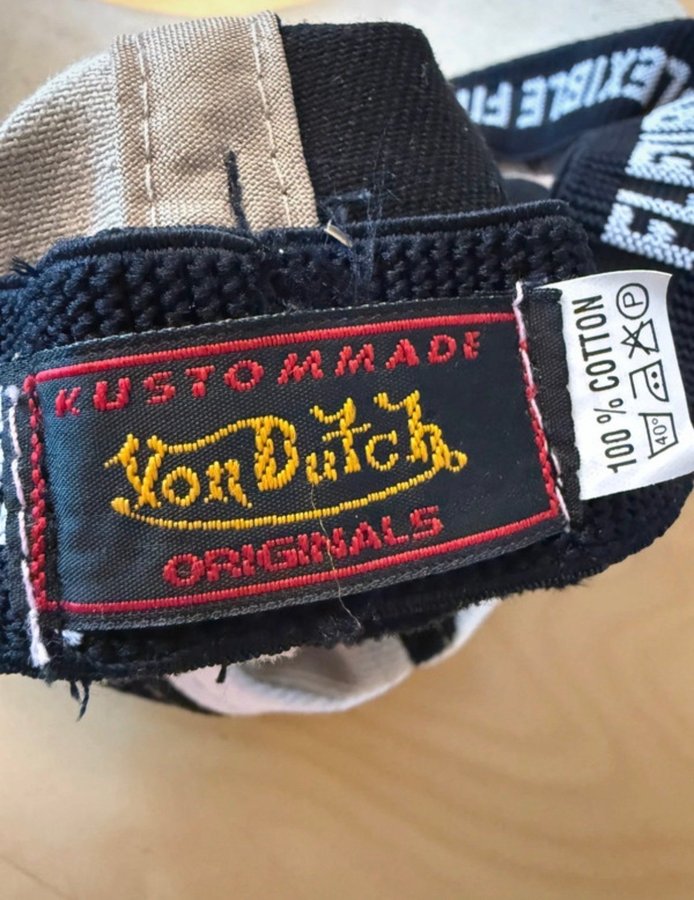 FLEXIBLE FI
KUSTOMMADE
Von Dutch
ORIGINALS
100 % COTTON
40°
P